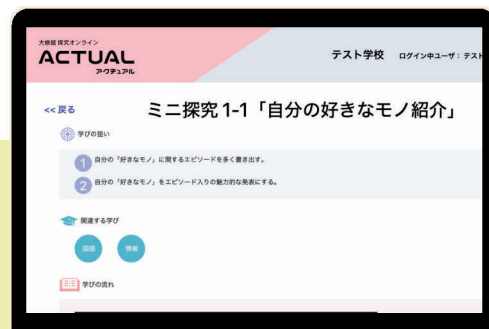 大修館 探究オンライン
ACTUAL
アクチュアル
テスト学校 ログイン中ユーザ：テスト
<< 戻る
ミニ探究 1-1「自分の好きなモノ紹介」
学びの狙い
1 自分の「好きなモノ」に関するエピソードを多く書き出す。
2 自分の「好きなモノ」をエピソード入りの魅力的な発表にする。
関連する学び
国語 情報
学びの流れ